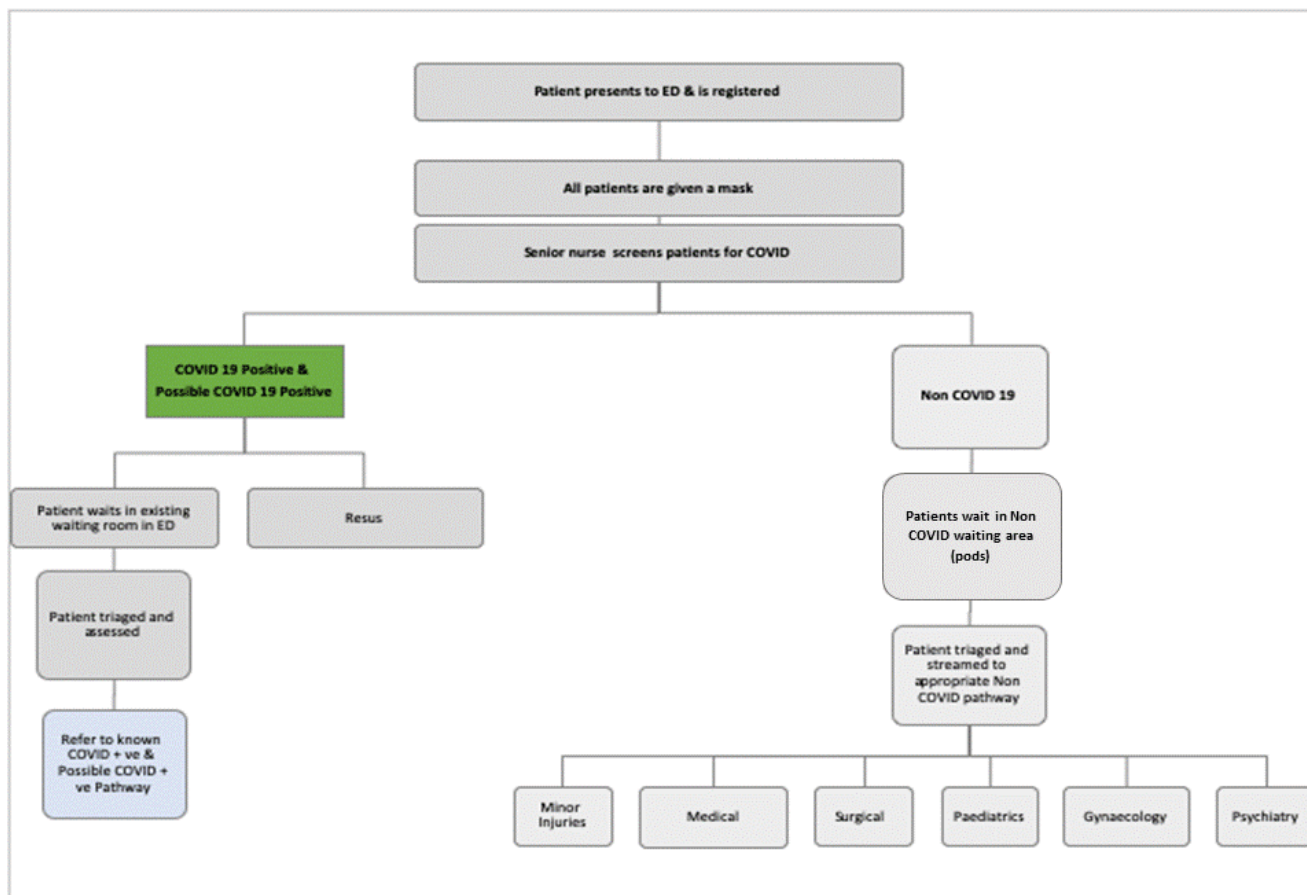 Patient presents to ED & is registered
All patients are given a mask
Senior nurse screens patients for COVID
COVID 19 Positive &
Possible COVID 19 Positive
Non COVID 19
Patient waits in existing
waiting room in ED
Resus
Patients wait in Non
COVID waiting area
(pods)
Patient triaged and
assessed
Patient triaged and
streamed to
appropriate Non
COVID pathway
Refer to known
COVID + ve &
Possible COVID +
ve Pathway
Minor
Injuries
Medical
Surgical
Paediatrics
Gynaecology
Psychiatry